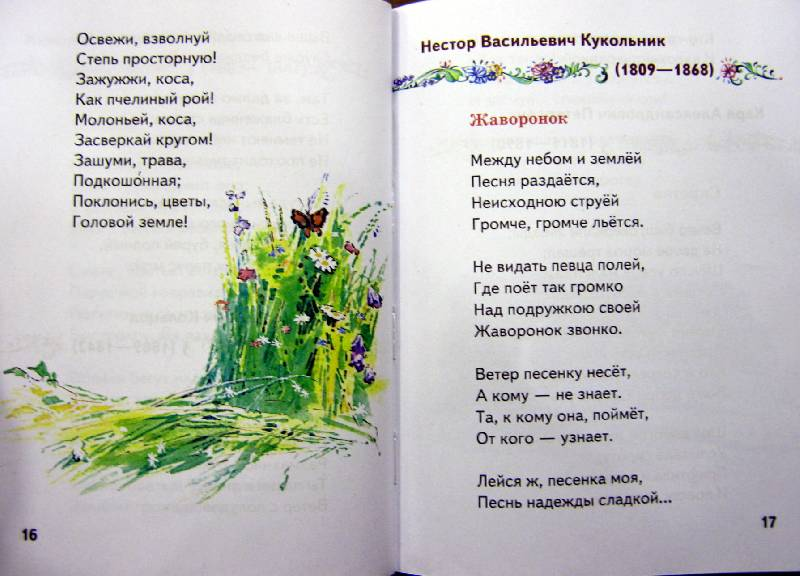 Освежи, взволнуй
Степь просторную!
Зажужжи, коса,
Как пчелиный рой!
Молоньей, коса,
Засверкай кругом!
Зашуми, трава,
Подкошо́нная;
Поклонись, цветы,
Головой земле!
16
Нестор Васильевич Кукольник
(1809—1868)
Жаворонок
Между небом и землёй
Песня раздаётся,
Неисходною струёй
Громче, громче льётся.
Не видать певца полей,
Где поёт так громко
Над подружкою своей
Жаворонок звонко.
Ветер песенку несёт,
А кому — не знает.
Та, к кому она, поймёт,
От кого — узнает.
Лейся ж, песенка моя,
Песнь надежды сладкой...
17